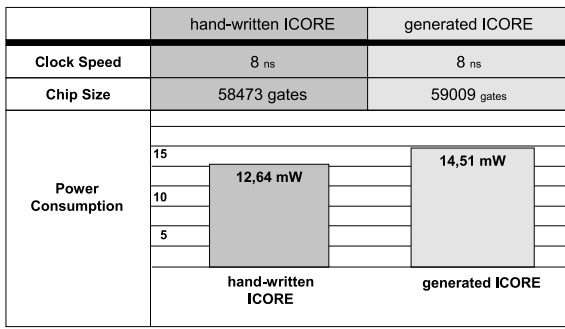 hand-written ICORE generated ICORE
Clock Speed 8 ns 8 ns
Chip Size 58473 gates 59009 gates
Power
Consumption
15
10
5
12,64 mW
14,51 mW
hand-written
ICORE
generated ICORE